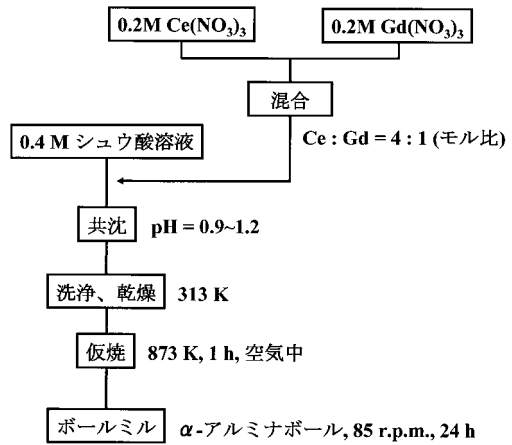 0.2M Ce(NO₃)₃
0.2M Gd(NO₃)₃
混合
Ce : Gd = 4 : 1 (モル比)
0.4 M シュウ酸溶液
共沈
pH = 0.9~1.2
洗浄、乾燥
313 K
仮焼
873 K, 1 h, 空気中
ボールミル
α-アルミナボール, 85 r.p.m., 24 h